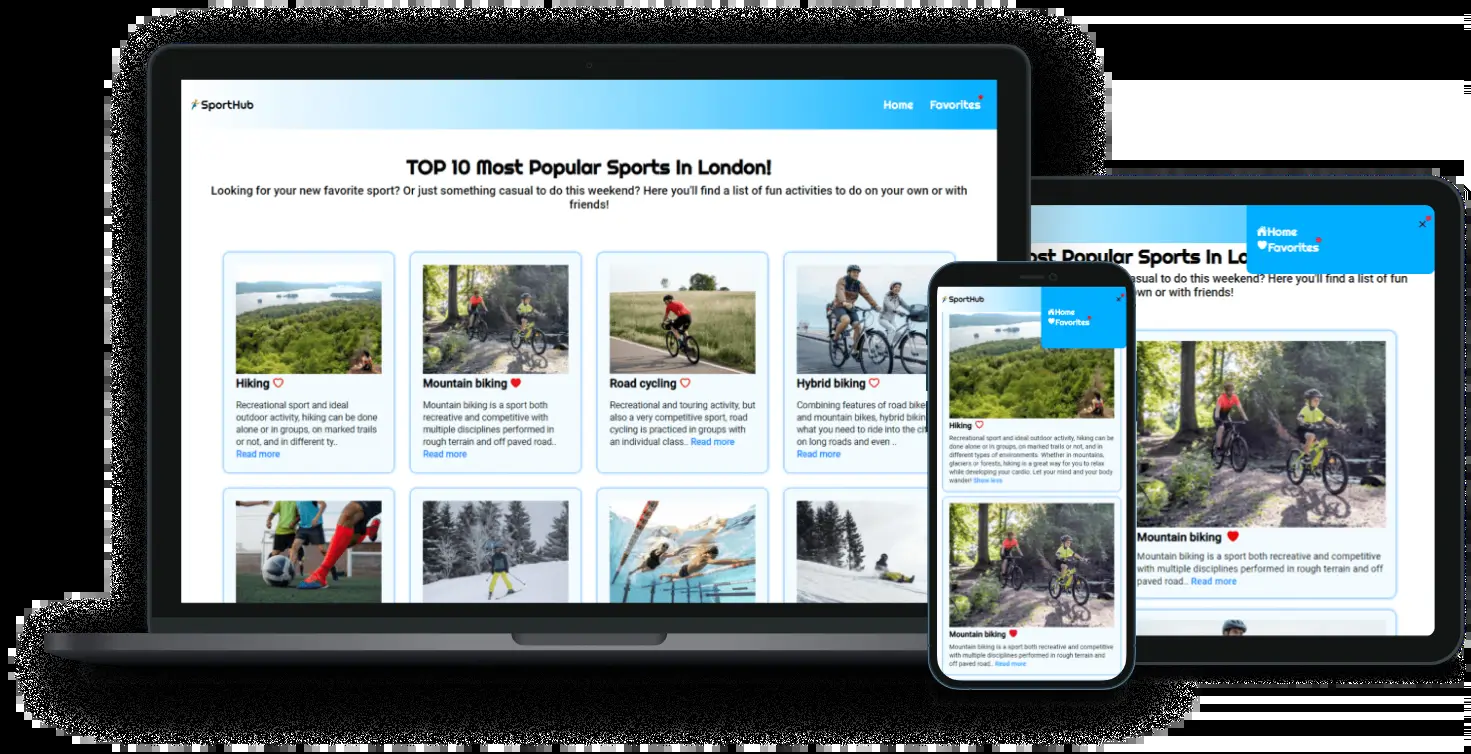 SportHub
Home Favorites
TOP 10 Most Popular Sports In London!
Looking for your new favorite sport? Or just something casual to do this weekend? Here you'll find a list of fun activities to do on your own or with
friends!
Hiking
Recreational sport and ideal
outdoor activity, hiking can be done
alone or in groups, on marked trails
or not, and in different ty..
Read more
Mountain biking
Mountain biking is a sport both
recreative and competitive with
multiple disciplines performed in
rough terrain and off paved road..
Read more
Road cycling
Recreational and touring activity, but
also a very competitive sport, road
cycling is practiced in groups with
an individual class.. Read more
Hybrid biking
Combining features of road bike
and mountain bikes, hybrid bikin
what you need to ride into the ci
on long roads and even ..
Read more
SportHub
Home
Favorites
Hiking
Recreational sport and ideal outdoor activity, hiking can be
done alone or in groups, on marked trails or not, and in
different types of environments. Whether in mountains,
glaciers or forests, hiking is a great way for you to relax
while developing your cardio. Let your mind and your body
wander! Show less
Mountain biking
Mountain biking is a sport both recreative and competitive
with multiple disciplines performed in rough terrain and
off paved road.. Read more
Home
Favorites
ost Popular Sports In Lo
asual to do this weekend? Here you'll find a list of fun
own or with friends!
Mountain biking
Mountain biking is a sport both recreative and competitive
with multiple disciplines performed in rough terrain and off
paved road.. Read more